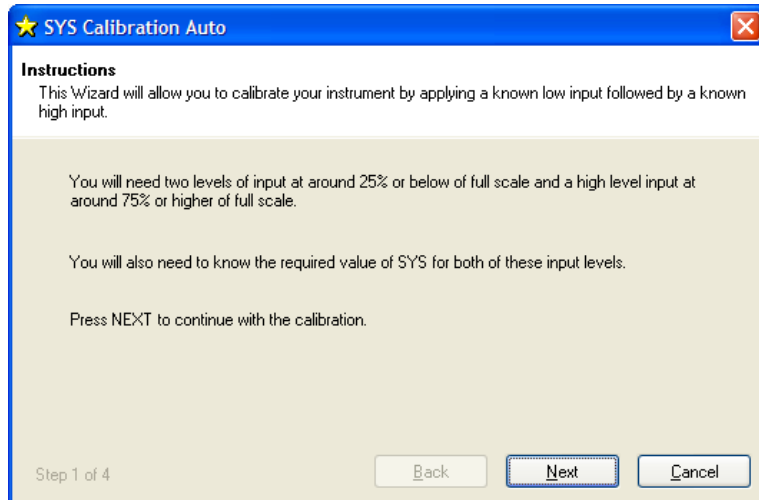 SYS Calibration Auto
Instructions
This Wizard will allow you to calibrate your instrument by applying a known low input followed by a known
high input.
You will need two levels of input at around 25% or below of full scale and a high level input at
around 75% or higher of full scale.
You will also need to know the required value of SYS for both of these input levels.
Press NEXT to continue with the calibration.
Step 1 of 4
Back
Next
Cancel